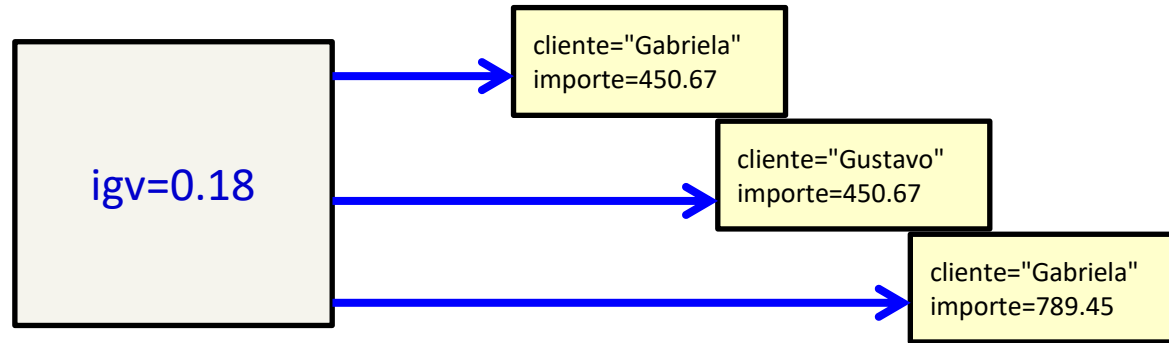 cliente="Gabriela"
importe=450.67
igv=0.18
cliente="Gustavo"
importe=450.67
cliente="Gabriela"
importe=789.45